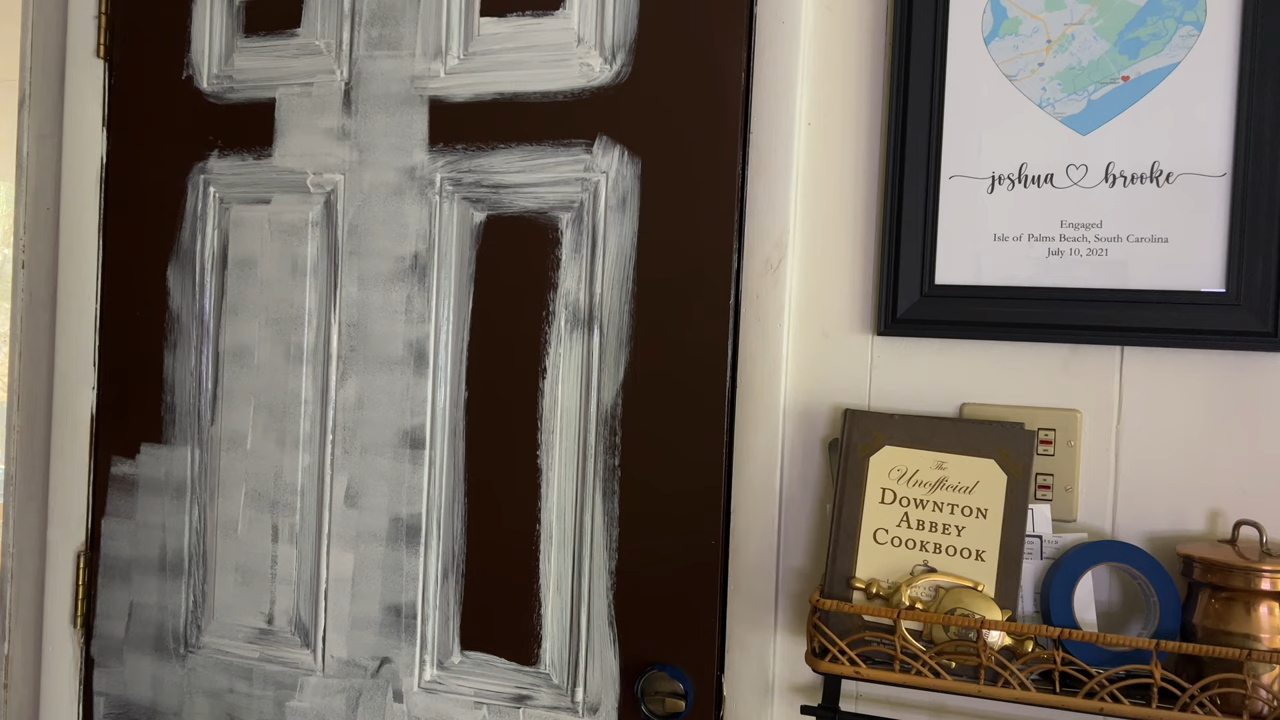 joshua brooke
Engaged
Isle of Palms Beach, South Carolina
July 10, 2021
The
Unofficial
DOWNTON
ABBEY
COOKBOOK